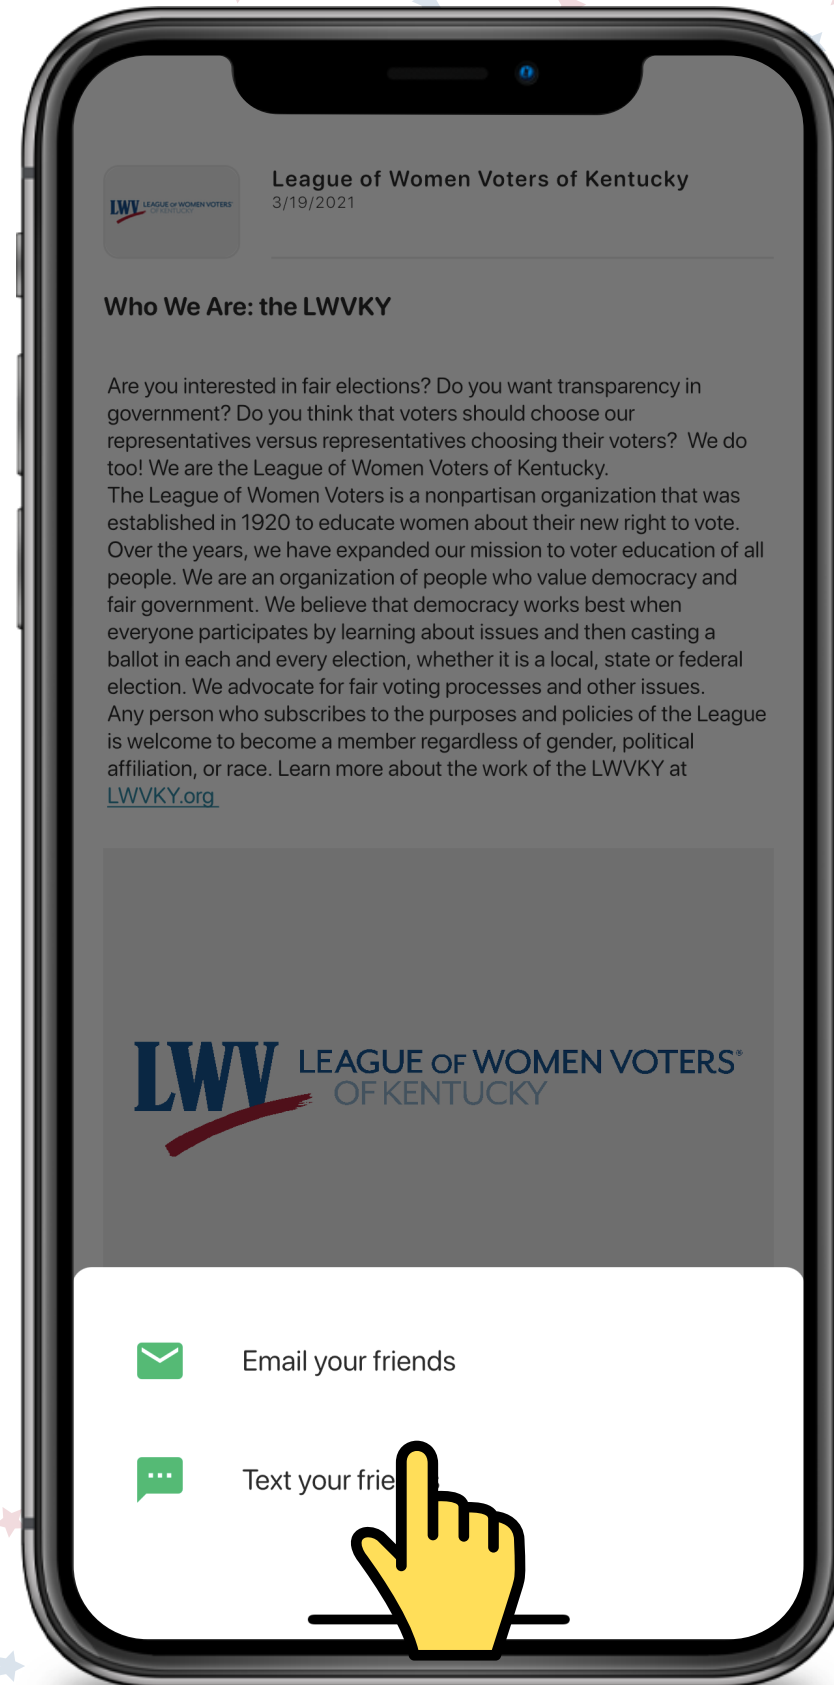 League of Women Voters of Kentucky
3/19/2021
LWV LEAGUE OF WOMEN VOTERS®
OF KENTUCKY
Who We Are: the LWVKY
Are you interested in fair elections? Do you want transparency in
government? Do you think that voters should choose our
representatives versus representatives choosing their voters?  We do
too! We are the League of Women Voters of Kentucky.
The League of Women Voters is a nonpartisan organization that was
established in 1920 to educate women about their new right to vote.
Over the years, we have expanded our mission to voter education of all
people. We are an organization of people who value democracy and
fair government. We believe that democracy works best when
everyone participates by learning about issues and then casting a
ballot in each and every election, whether it is a local, state or federal
election. We advocate for fair voting processes and other issues.
Any person who subscribes to the purposes and policies of the League
is welcome to become a member regardless of gender, political
affiliation, or race. Learn more about the work of the LWVKY at
LWVKY.org
LWV LEAGUE OF WOMEN VOTERS®
OF KENTUCKY
Email your friends
Text your frie